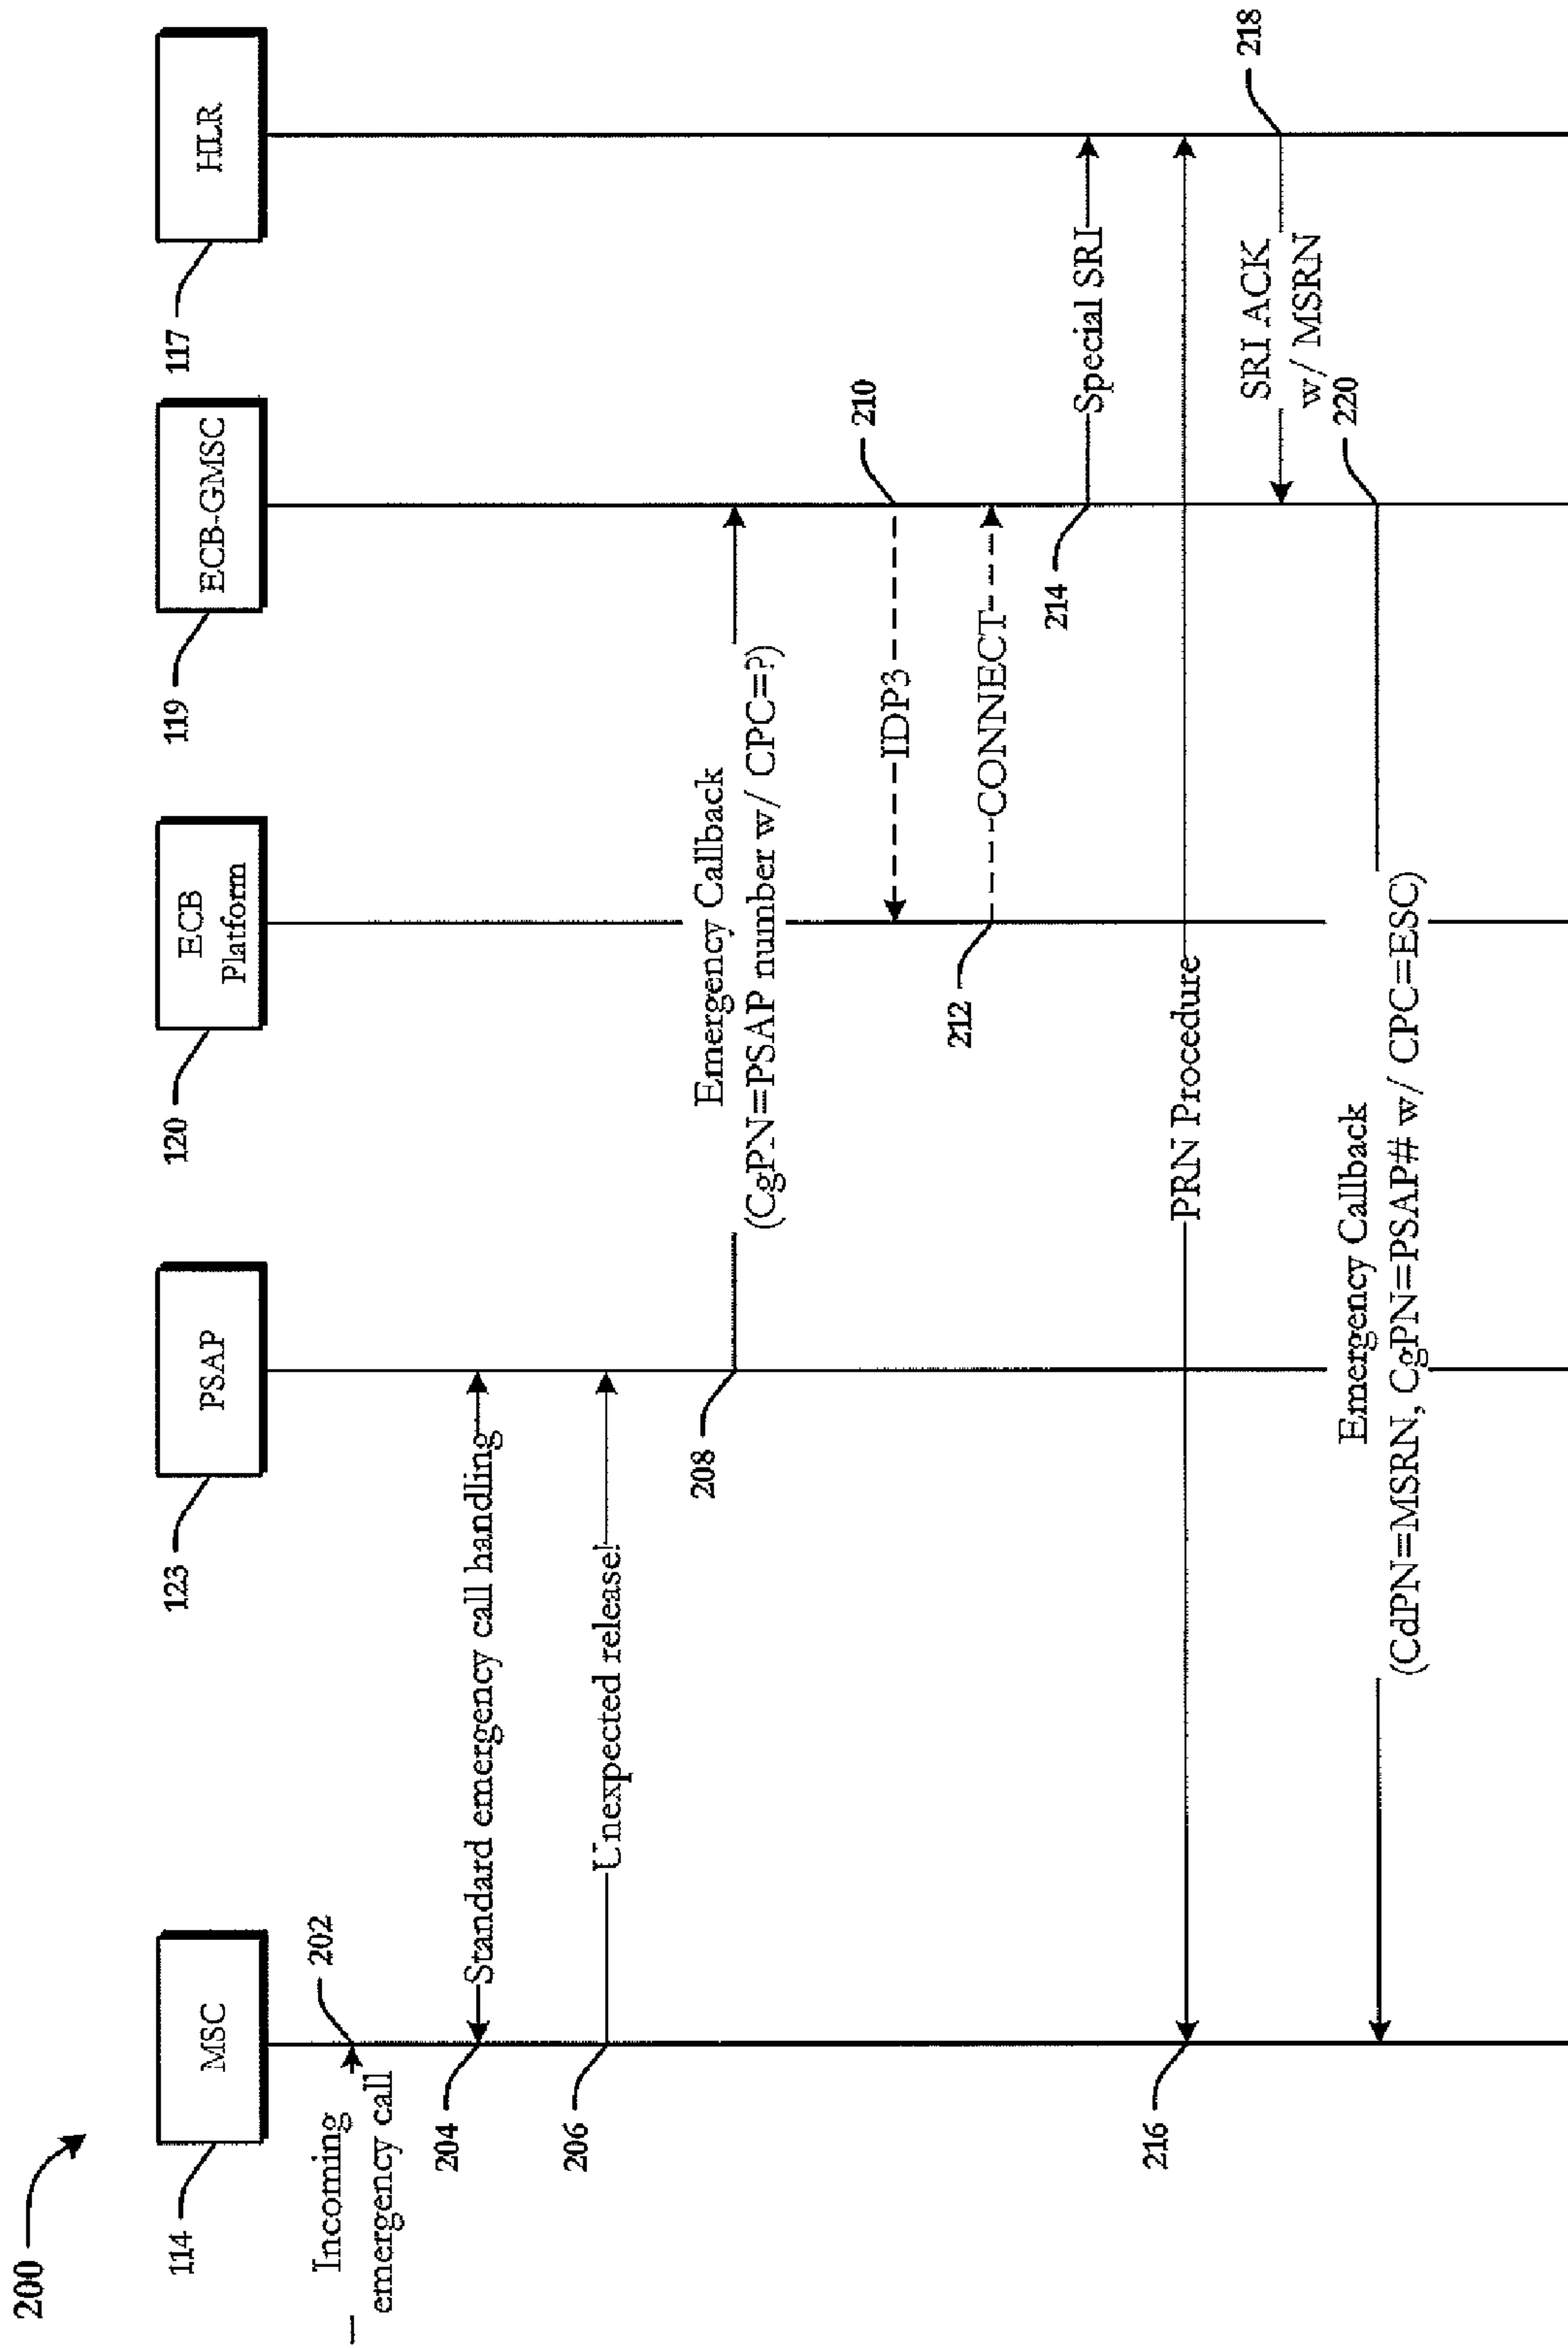 200
MSC
PSAP
ECB
Platform
ECB-GMSC
HLR
114
123
120
119
117
Incoming
emergency call
202
204
Standard emergency call handling
206
Unexpected release!
Emergency Callback
(CgPN=PSAP number w/ CPC=?)
208
210
IDP3
CONNECT
212
214
Special SRI
PRN Procedure
216
218
SRI ACK
w/ MSRN
220
Emergency Callback
(CdPN=MSRN, CgPN=PSAP# w/ CPC=ESC)